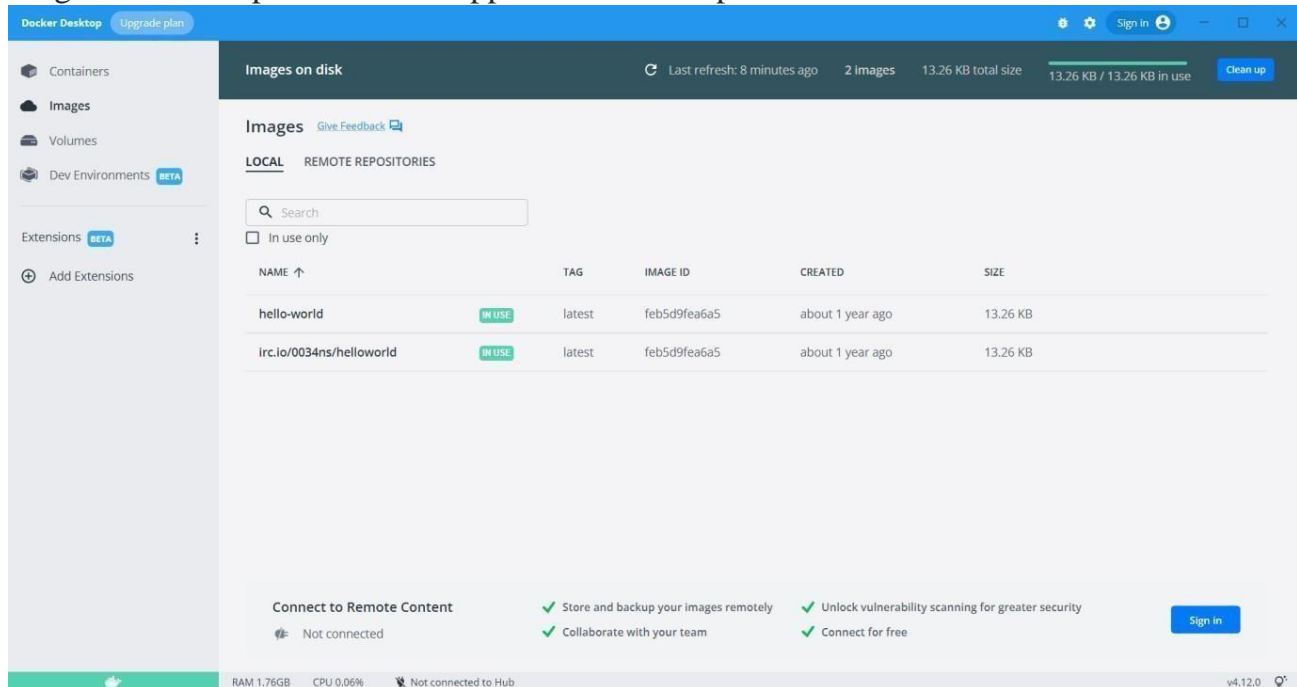 Docker Desktop Upgrade plan Sign in
Containers
Images
Volumes
Dev Environments BETA
Extensions BETA
Add Extensions
Images on disk Last refresh: 8 minutes ago 2 images 13.26 KB total size 13.26 KB / 13.26 KB in use Clean up
Images Give Feedback
LOCAL REMOTE REPOSITORIES
Search
In use only
NAME TAG IMAGE ID CREATED SIZE
hello-world IN USE latest feb5d9fea6a5 about 1 year ago 13.26 KB
irc.io/0034ns/helloworld IN USE latest feb5d9fea6a5 about 1 year ago 13.26 KB
Connect to Remote Content
Not connected
Store and backup your images remotely
Collaborate with your team
Unlock vulnerability scanning for greater security
Connect for free
Sign in
RAM 1.76GB CPU 0.06% Not connected to Hub v4.12.0